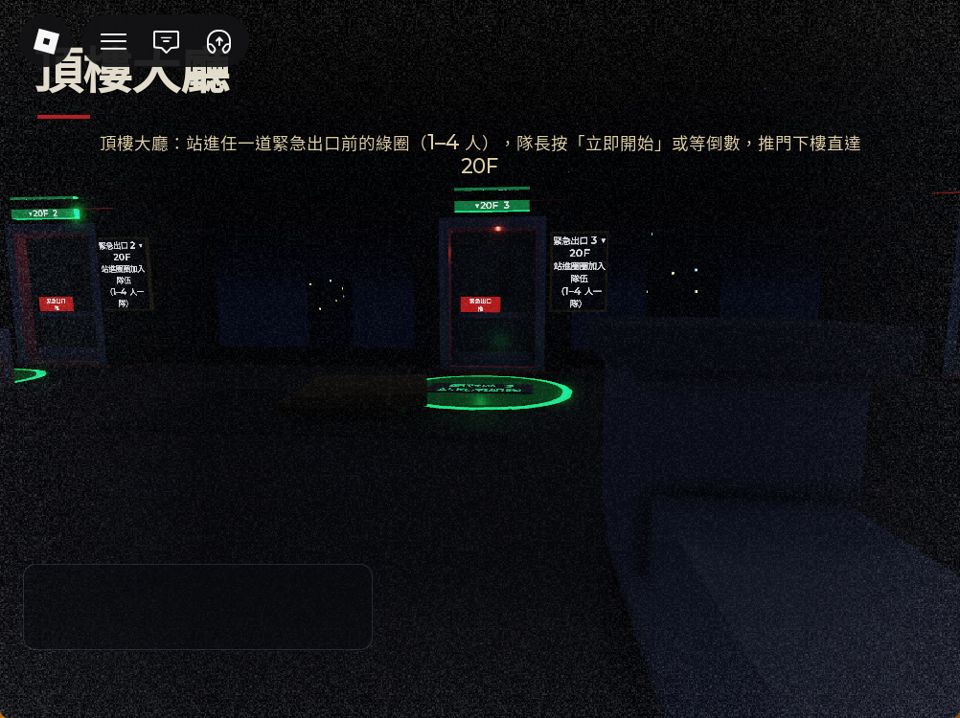 頂樓大廳
頂樓大廳：站進任一道緊急出口前的綠圈（1–4 人），隊長按「立即開始」或等倒數，推門下樓直達
20F
▼20F 2
緊急出口 2 ▼
20F
站進圈圈加入
隊伍
（1–4 人一
隊）
緊急出口
推
▼20F 3
緊急出口 3 ▼
20F
站進圈圈加入
隊伍
（1–4 人一
隊）
緊急出口
推